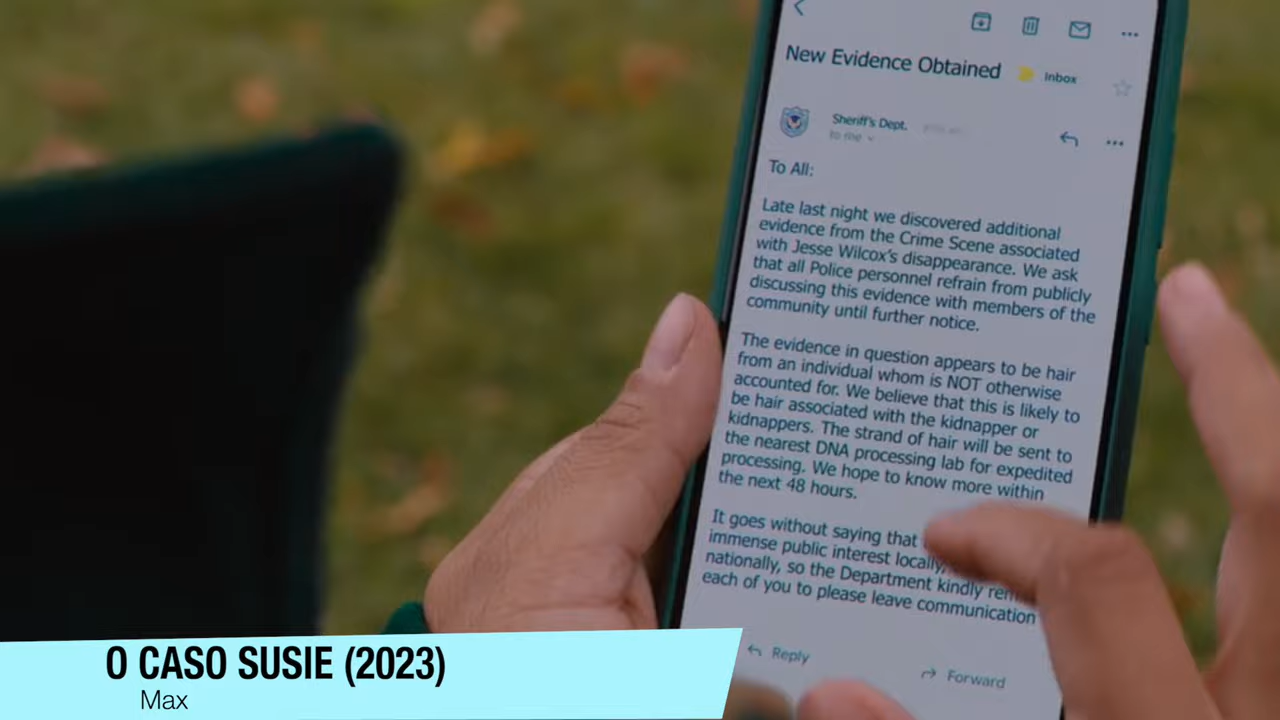 New Evidence Obtained
Inbox
Sheriff's Dept.
to me
To All:
Late last night we discovered additional
evidence from the Crime Scene associated
with Jesse Wilcox's disappearance. We ask
that all Police personnel refrain from publicly
discussing this evidence with members of the
community until further notice.
The evidence in question appears to be hair
from an individual whom is NOT otherwise
accounted for. We believe that this is likely to
be hair associated with the kidnapper or
kidnappers. The strand of hair will be sent to
the nearest DNA processing lab for expedited
processing. We hope to know more within
the next 48 hours.
It goes without saying that
immense public interest locally,
nationally, so the Department kindly
each of you to please leave communication
Reply
Forward
O CASO SUSIE (2023)
Max